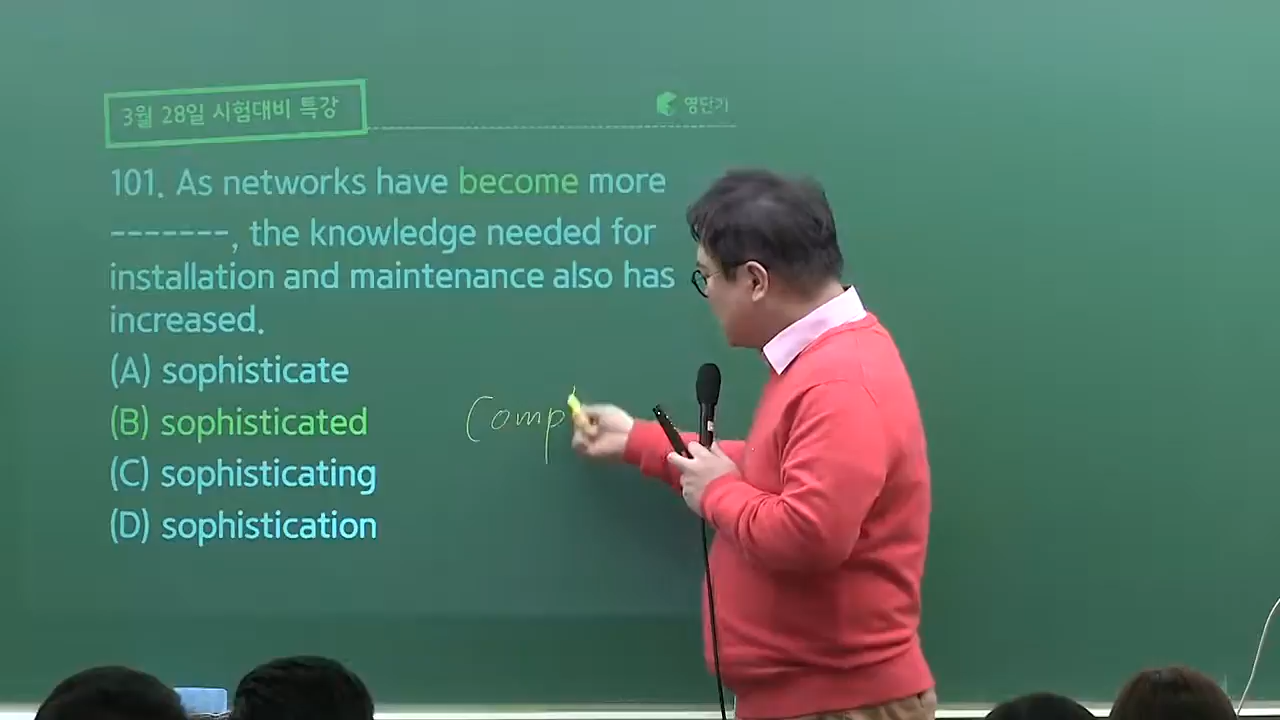 3월 28일 시험대비 특강
영단기
101. As networks have become more
-------, the knowledge needed for
installation and maintenance also has
increased.
(A) sophisticate
(B) sophisticated
(C) sophisticating
(D) sophistication
Comp